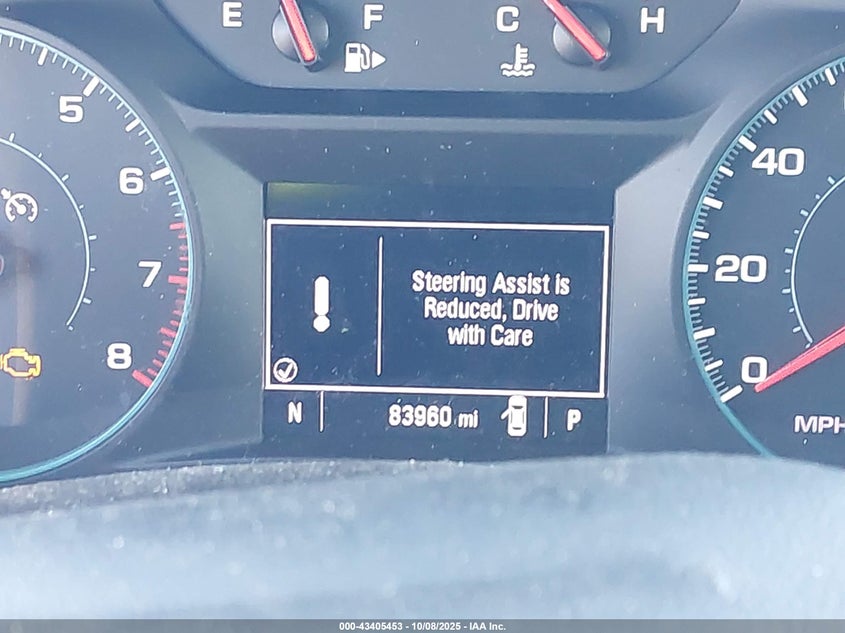 E F C H
5
6
7
8
40
20
0
MPH
Steering Assist is
Reduced, Drive
with Care
N 83960 mi P
000-43405453 - 10/08/2025 - IAA Inc.